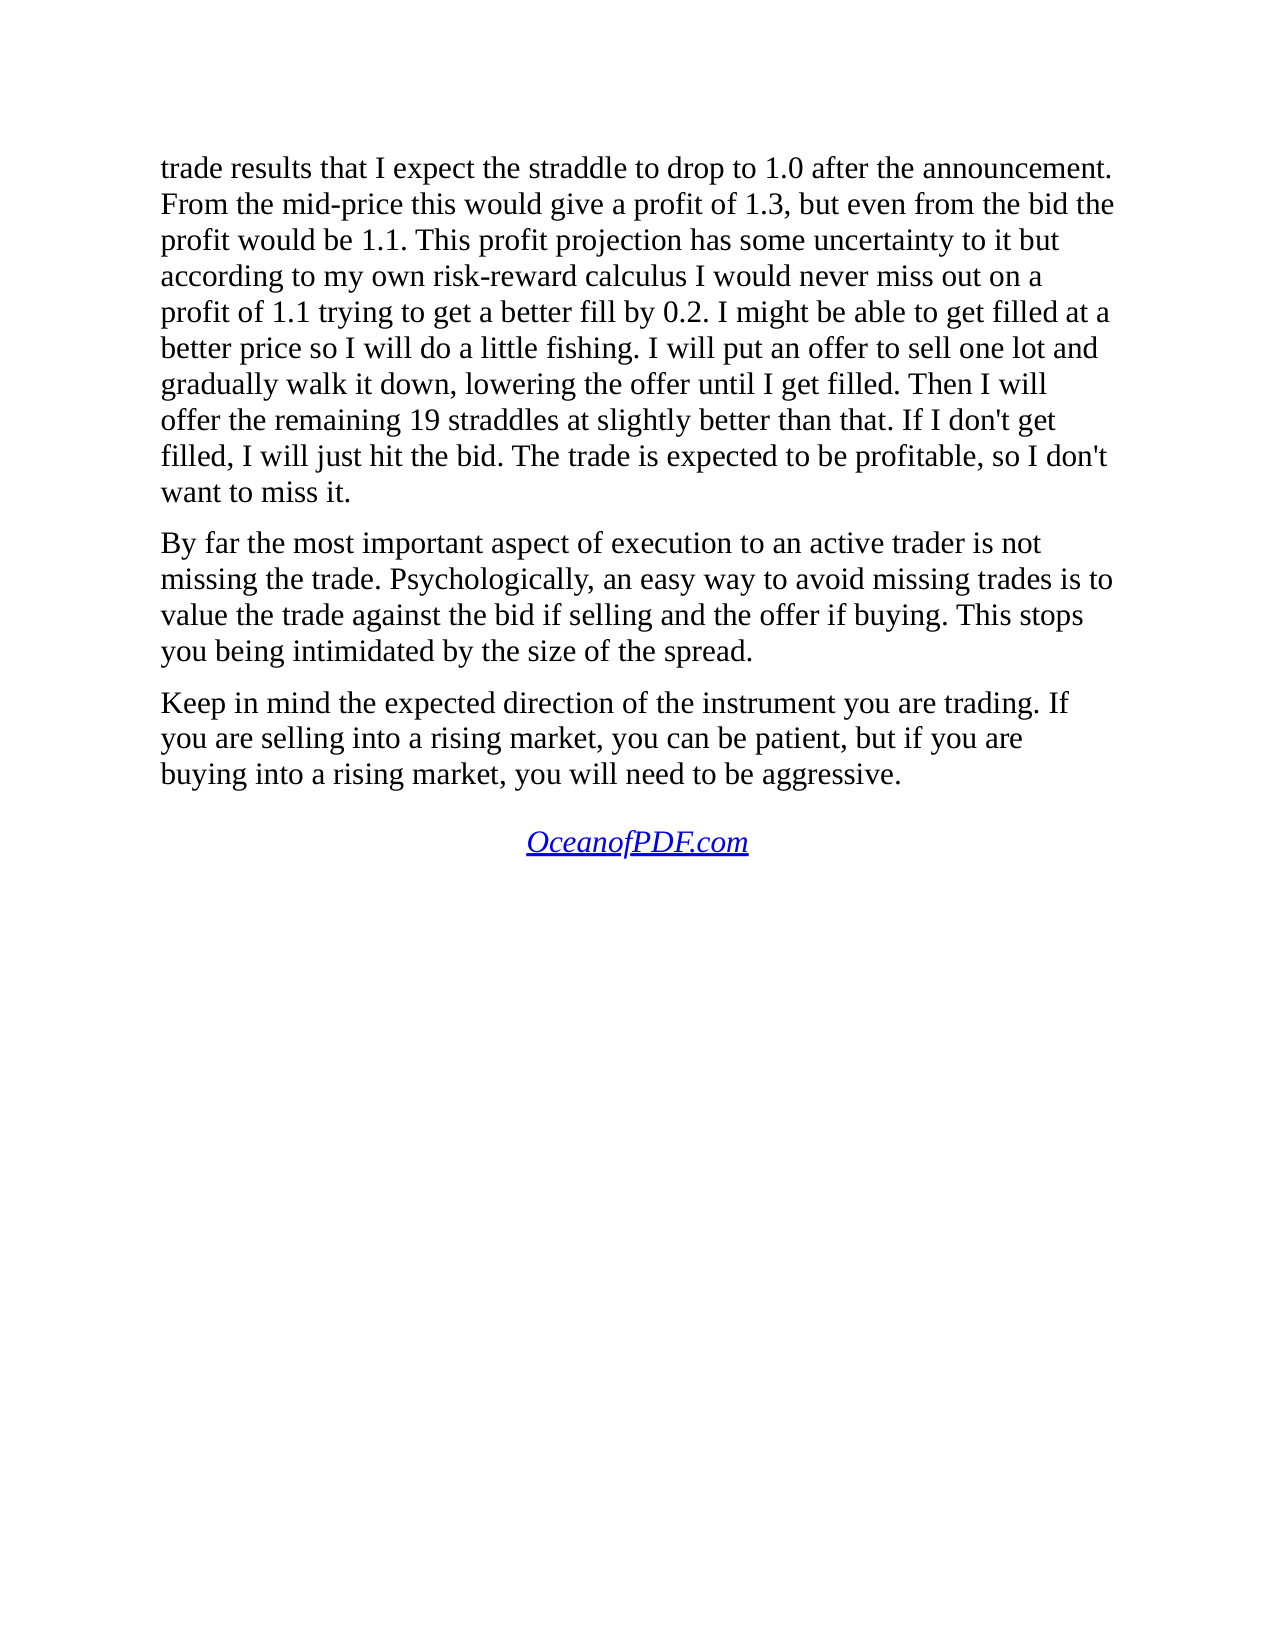 trade results that I expect the straddle to drop to 1.0 after the announcement.
From the mid-price this would give a profit of 1.3, but even from the bid the
profit would be 1.1. This profit projection has some uncertainty to it but
according to my own risk-reward calculus I would never miss out on a
profit of 1.1 trying to get a better fill by 0.2. I might be able to get filled at a
better price so I will do a little fishing. I will put an offer to sell one lot and
gradually walk it down, lowering the offer until I get filled. Then I will
offer the remaining 19 straddles at slightly better than that. If I don't get
filled, I will just hit the bid. The trade is expected to be profitable, so I don't
want to miss it.
By far the most important aspect of execution to an active trader is not
missing the trade. Psychologically, an easy way to avoid missing trades is to
value the trade against the bid if selling and the offer if buying. This stops
you being intimidated by the size of the spread.
Keep in mind the expected direction of the instrument you are trading. If
you are selling into a rising market, you can be patient, but if you are
buying into a rising market, you will need to be aggressive.
OceanofPDF.com